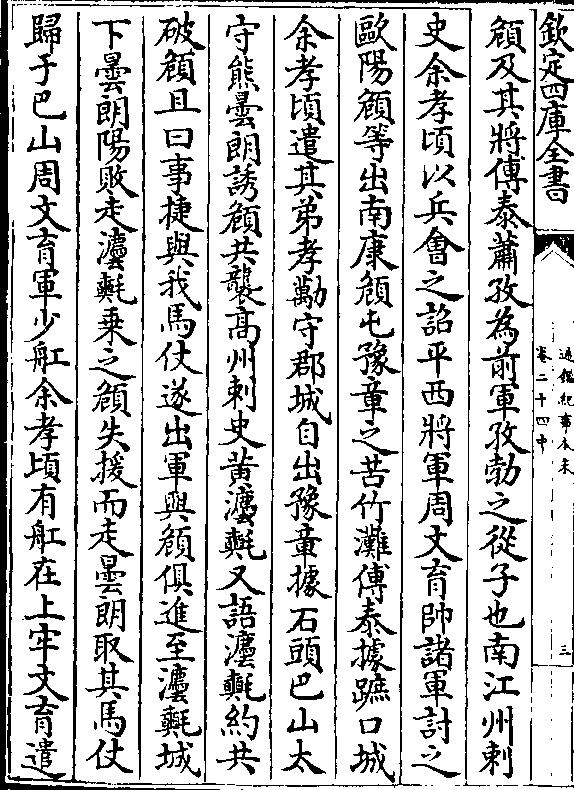 欽定四庫全書
通鑑紀事本末
卷二十四中
三
頠及其將傅泰蕭孜為前軍孜勃之從子也南江州刺
史余孝頃以兵會之詔平西將軍周文育帥諸軍討之
歐陽頠等出南康頠屯豫章之苦竹灘傅泰據蹠口城
余孝頃遣其弟孝勱守郡城自出豫章據石頭巴山太
守熊曇朗誘頠共襲髙州刺史黃灋𣰰又語灋𣰰約共
破頠且曰事捷與我馬仗遂出軍與頠俱進至灋𣰰城
下曇朗陽敗走灋𣰰乗之頠失援而走曇朗取其馬仗
歸于巴山周文育軍少舡余孝頃有舡在上牢文育遣